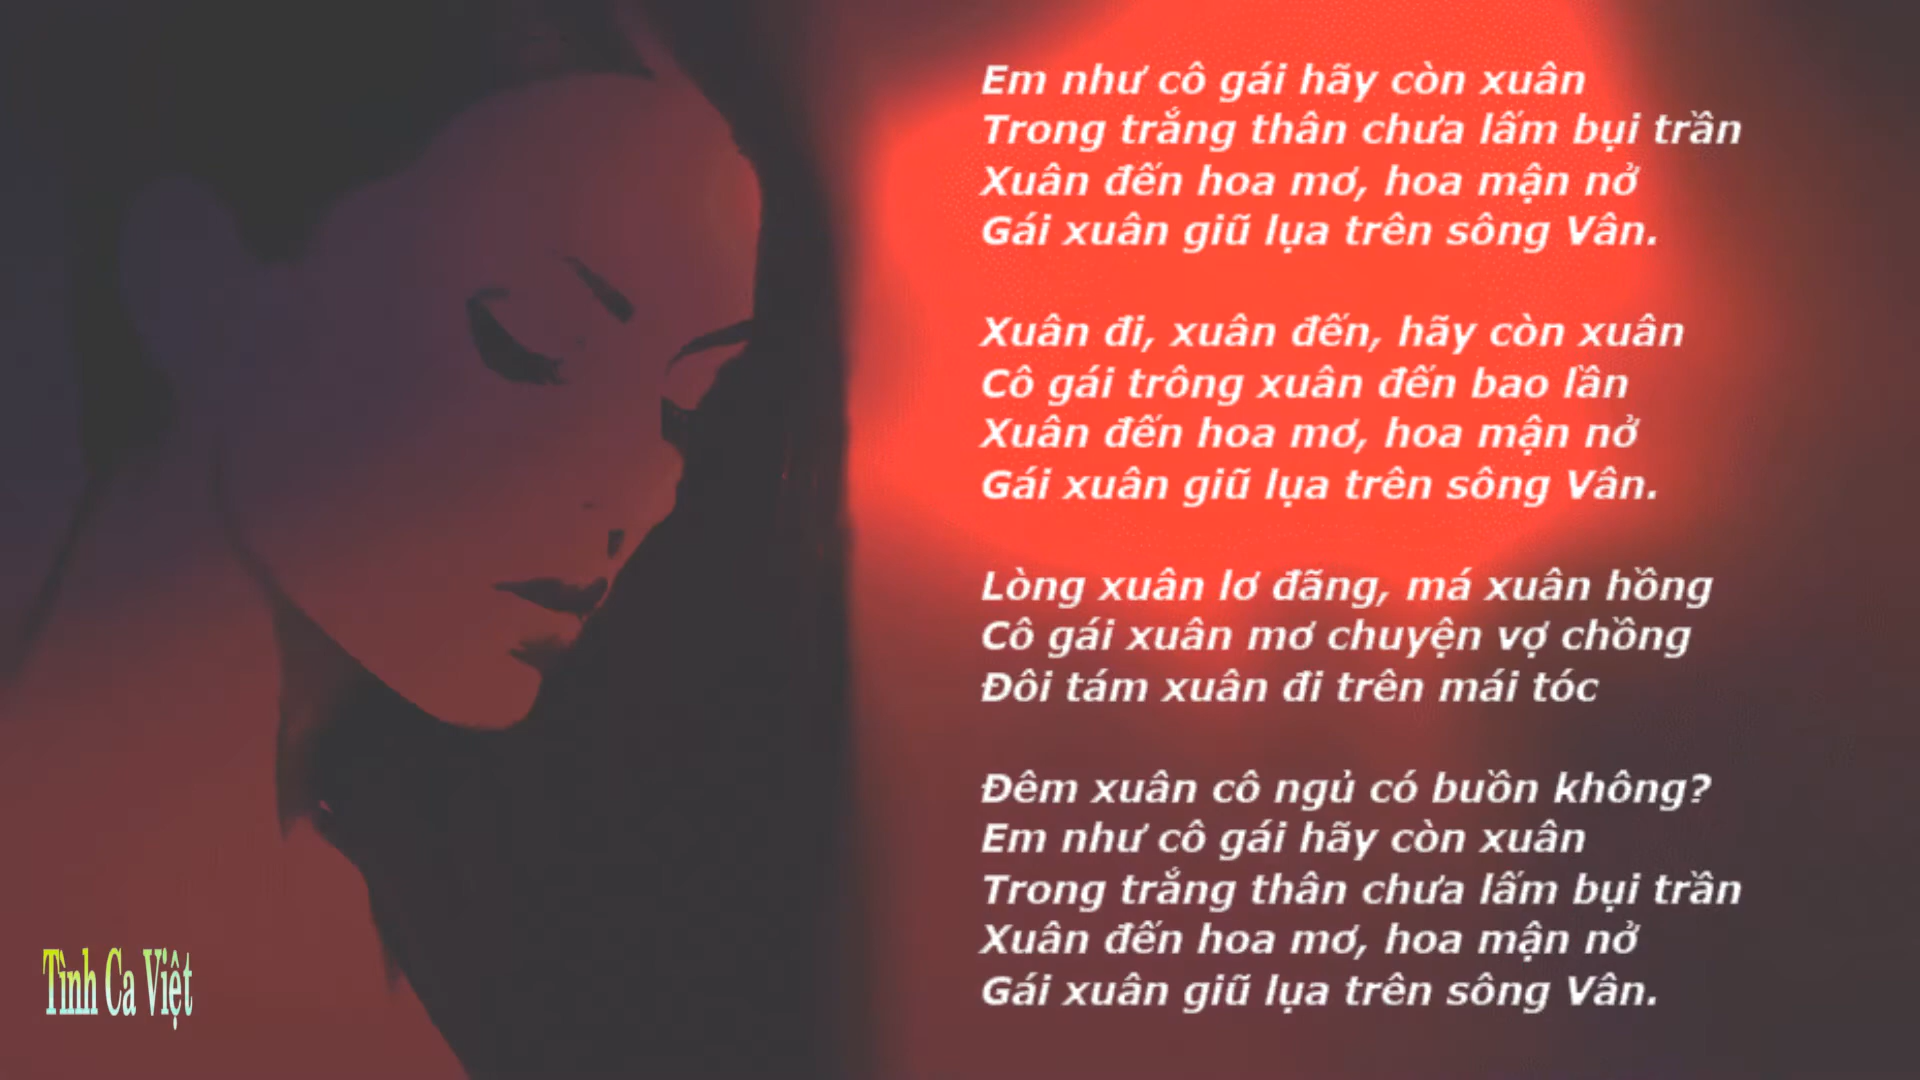 Em như cô gái hãy còn xuân
Trong trắng thân chưa lấm bụi trần
Xuân đến hoa mơ, hoa mận nở
Gái xuân giũ lụa trên sông Vân.
Xuân đi, xuân đến, hãy còn xuân
Cô gái trông xuân đến bao lần
Xuân đến hoa mơ, hoa mận nở
Gái xuân giũ lụa trên sông Vân.
Lòng xuân lơ đãng, má xuân hồng
Cô gái xuân mơ chuyện vợ chồng
Đôi tám xuân đi trên mái tóc
Đêm xuân cô ngủ có buồn không?
Em như cô gái hãy còn xuân
Trong trắng thân chưa lấm bụi trần
Xuân đến hoa mơ, hoa mận nở
Gái xuân giũ lụa trên sông Vân.
Tình Ca Việt